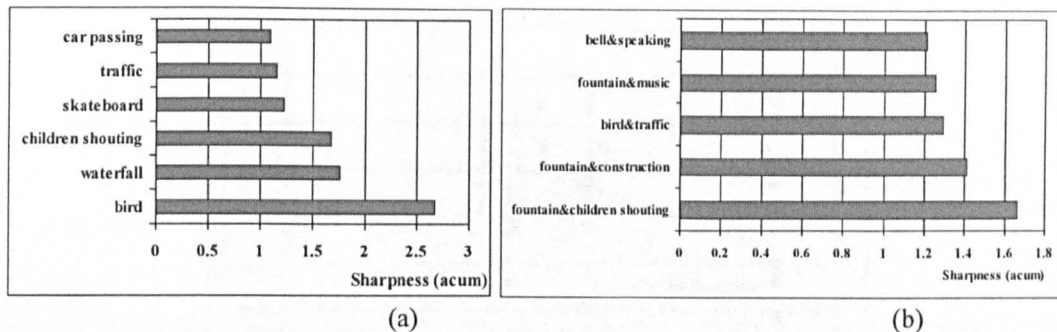 car passing
traffic
skateboard
children shouting
waterfall
bird
0 0.5 1 1.5 2 2.5 3
Sharpness (acum)
(a)
bell&speaking
fountain&music
bird&traffic
fountain&construction
fountain&children shouting
0 0.2 0.4 0.6 0.8 1 1.2 1.4 1.6 1.8
Sharpness (acum)
(b)